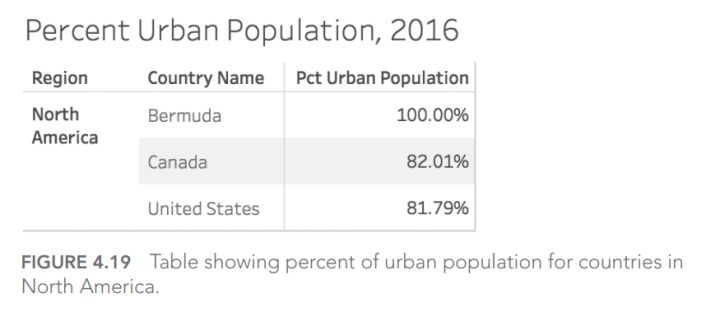 Percent Urban Population, 2016
Region Country Name Pct Urban Population
North America Bermuda 100.00%
Canada 82.01%
United States 81.79%
FIGURE 4.19 Table showing percent of urban population for countries in
North America.